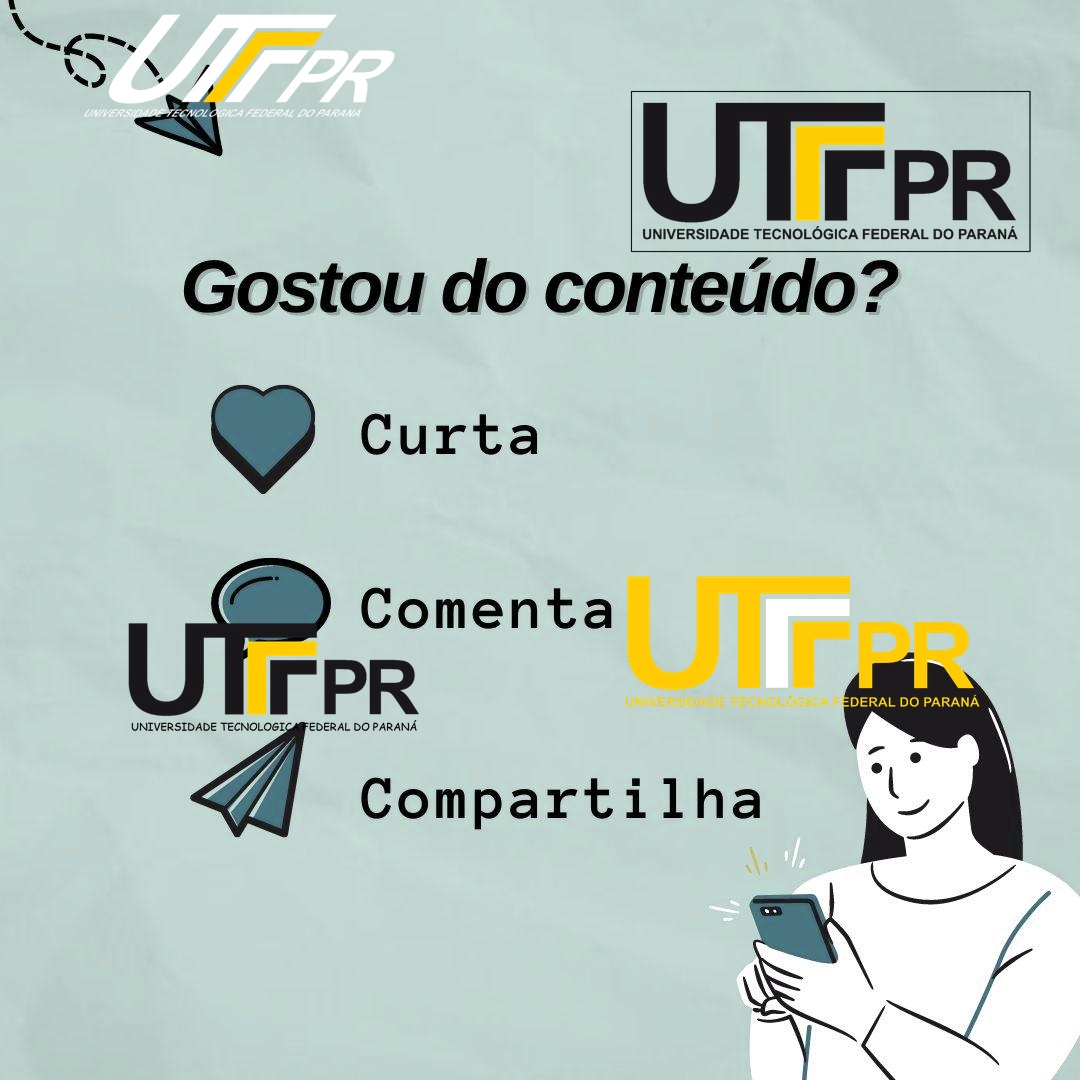 UTFPR
UNIVERSIDADE TECNOLÓGICA FEDERAL DO PARANÁ
UTFPR
UNIVERSIDADE TECNOLÓGICA FEDERAL DO PARANÁ
Gostou do conteúdo?
Curta
Comenta
UTFPR
UNIVERSIDADE TECNOLÓGICA FEDERAL DO PARANÁ
UTFPR
UNIVERSIDADE TECNOLOGICA FEDERAL DO PARANÁ
Compartilha